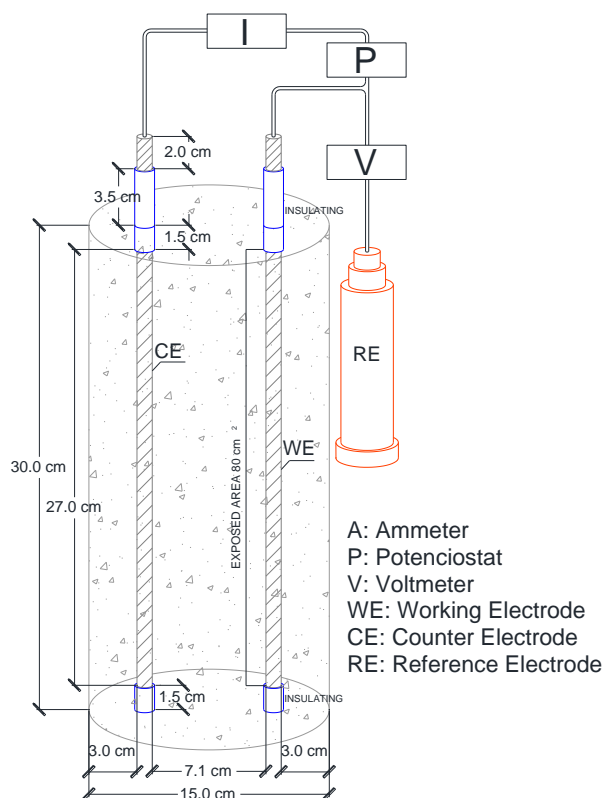 I
P
2.0 cm
V
3.5 cm
INSULATING
1.5 cm
RE
CE
WE
EXPOSED AREA 80 cm ²
30.0 cm
27.0 cm
A: Ammeter
P: Potenciostat
V: Voltmeter
WE: Working Electrode
CE: Counter Electrode
RE: Reference Electrode
1.5 cm
INSULATING
3.0 cm
7.1 cm
3.0 cm
15.0 cm